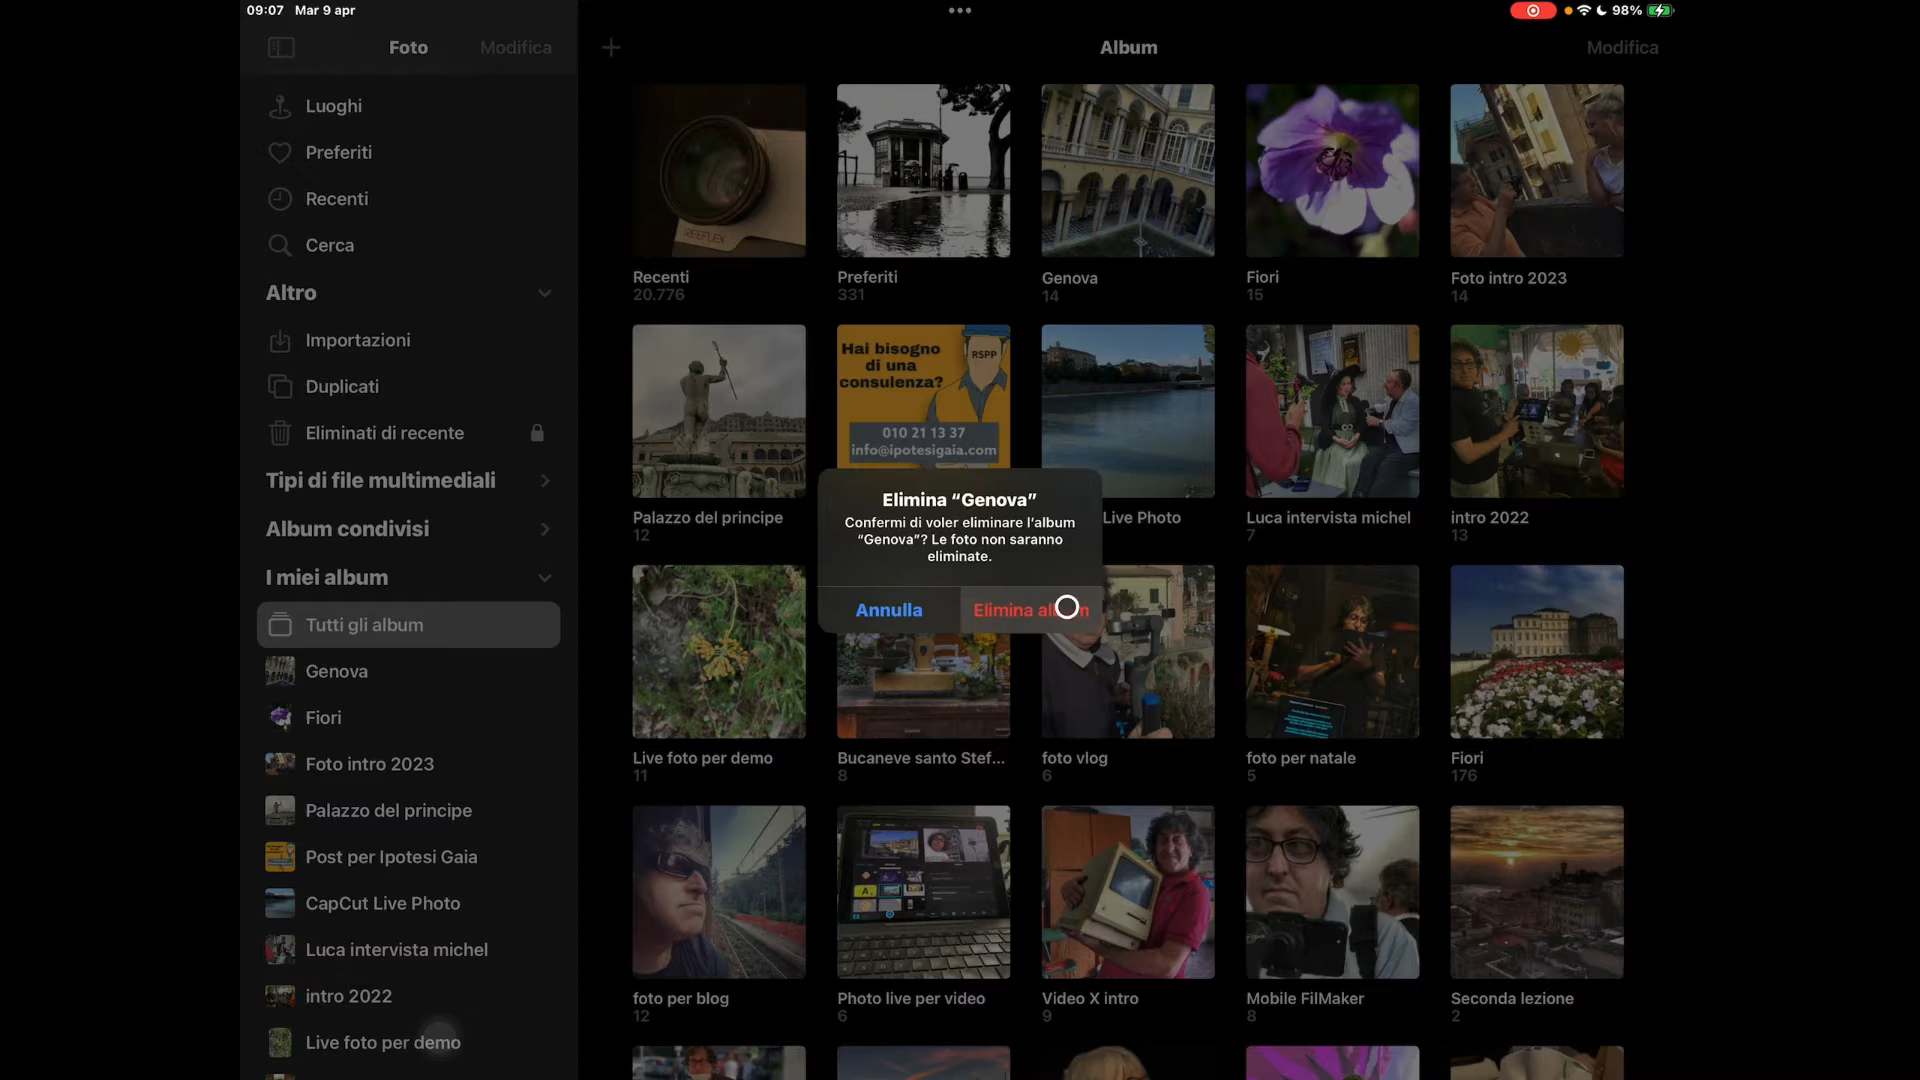 09:07 Mar 9 apr
98%
Foto
Modifica
Luoghi
Preferiti
Recenti
Cerca
Altro
Importazioni
Duplicati
Eliminati di recente
Tipi di file multimediali
Album condivisi
I miei album
Tutti gli album
Genova
Fiori
Foto intro 2023
Palazzo del principe
Post per Ipotesi Gaia
CapCut Live Photo
Luca intervista michel
intro 2022
Live foto per demo
Album
Modifica
REEFLEX
Recenti
20.776
Preferiti
331
Genova
14
Fiori
15
Foto intro 2023
14
Hai bisogno
di una
consulenza?
RSPP
010 21 13 37
info@ipotesigaia.com
Palazzo del principe
12
Live Photo
Luca intervista michel
7
intro 2022
13
Elimina “Genova”
Confermi di voler eliminare l’album
“Genova”? Le foto non saranno
eliminate.
Annulla
Elimina album
Live foto per demo
11
Bucaneve santo Stef...
8
foto vlog
6
foto per natale
5
Fiori
176
foto per blog
12
Photo live per video
6
Video X intro
9
Mobile FilMaker
8
Seconda lezione
2